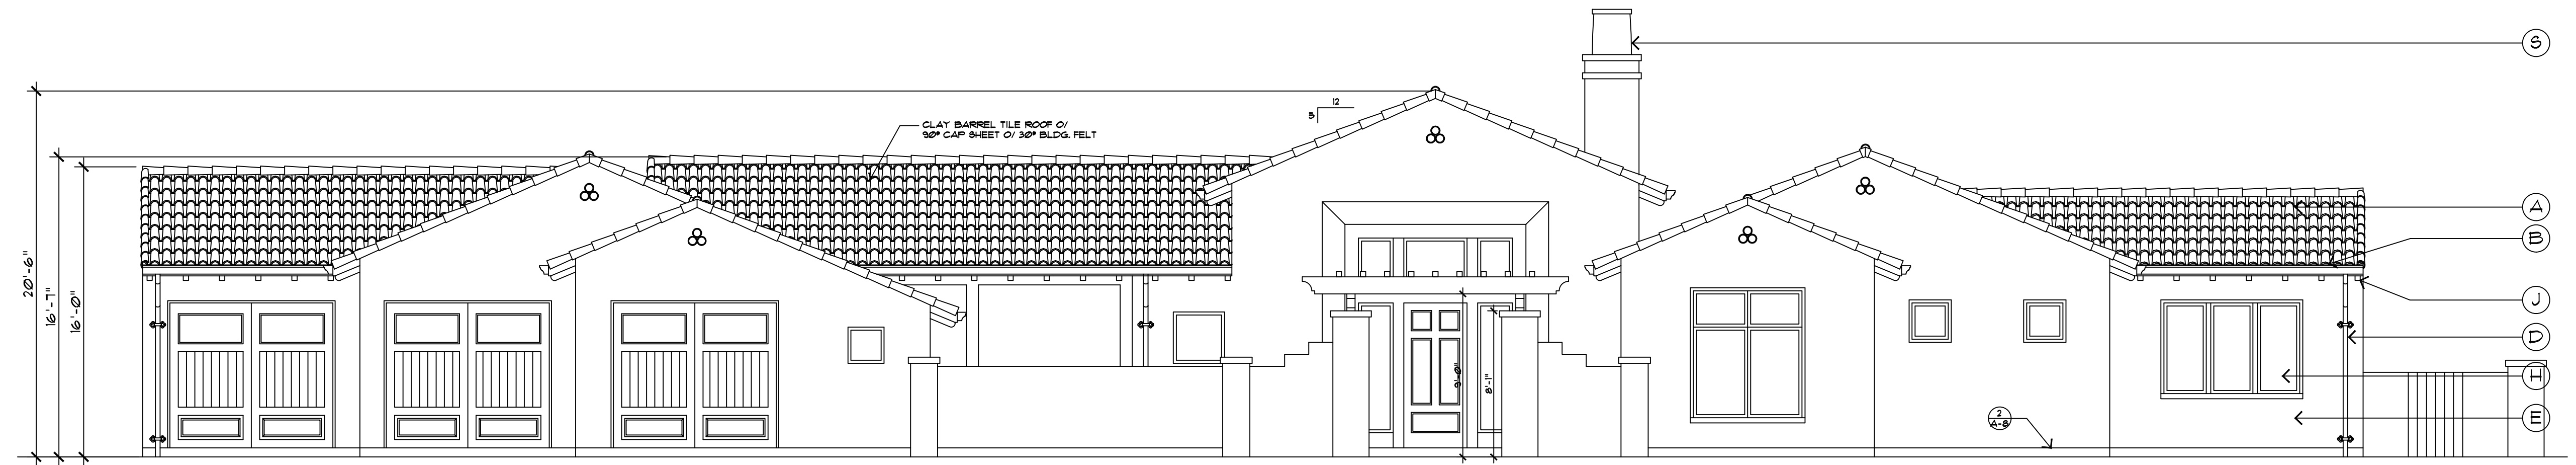 S
12
5
CLAY BARREL TILE ROOF O/
90# CAP SHEET O/ 30# BLDG. FELT
A
B
20'-6"
16'-7"
16'-0"
J
D
9'-0"
8'-1"
H
2
A-8
E